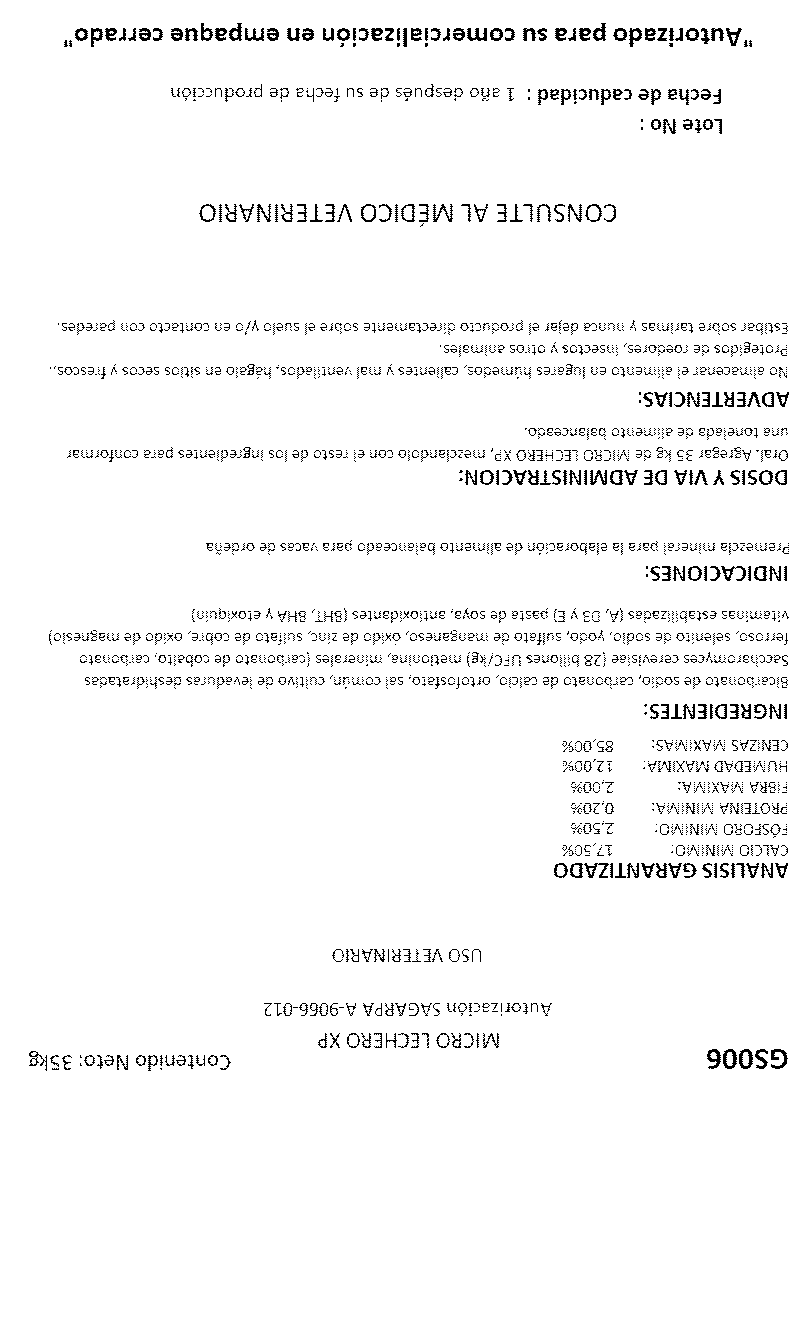 GS006
MICRO LECHERO XP
Contenido Neto: 35kg
Autorización SAGARPA A-9066-012
USO VETERINARIO
ANALISIS GARANTIZADO
CALCIO MINIMO: 17,50%
FÓSFORO MINIMO: 2,50%
PROTEINA MINIMA: 0,20%
FIBRA MAXIMA: 2,00%
HUMEDAD MAXIMA: 12,00%
CENIZAS MAXIMAS: 85,00%
INGREDIENTES:
Bicarbonato de sodio, carbonato de calcio, ortofosfato, sal común, cultivo de levaduras deshidratadas
Saccharomyces cerevisiae (28 billones UFC/kg) metionina, minerales (carbonato de cobalto, carbonato
ferroso, selenito de sodio, yodo, sulfato de manganeso, óxido de zinc, sulfato de cobre, oxido de magnesio)
vitaminas estabilizadas (A, D3 y E) pasta de soya, antioxidantes (BHT, BHA y etoxiquin)
INDICACIONES:
Premezcla mineral para la elaboración de alimento balanceado para vacas de ordeña
DOSIS Y VIA DE ADMINISTRACION:
Oral. Agregar 35 kg de MICRO LECHERO XP, mezclandolo con el resto de los ingredientes para conformar
una tonelada de alimento balanceado.
ADVERTENCIAS:
No almacenar el alimento en lugares húmedos, calientes y mal ventilados, hágalo en sitios secos y frescos..
Protegidos de roedores, insectos y otros animales.
Estibar sobre tarimas y nunca dejar el producto directamente sobre el suelo y/o en contacto con paredes.
CONSULTE AL MÉDICO VETERINARIO
Lote No :
Fecha de caducidad : 1 año después de su fecha de producción
"Autorizado para su comercialización en empaque cerrado"